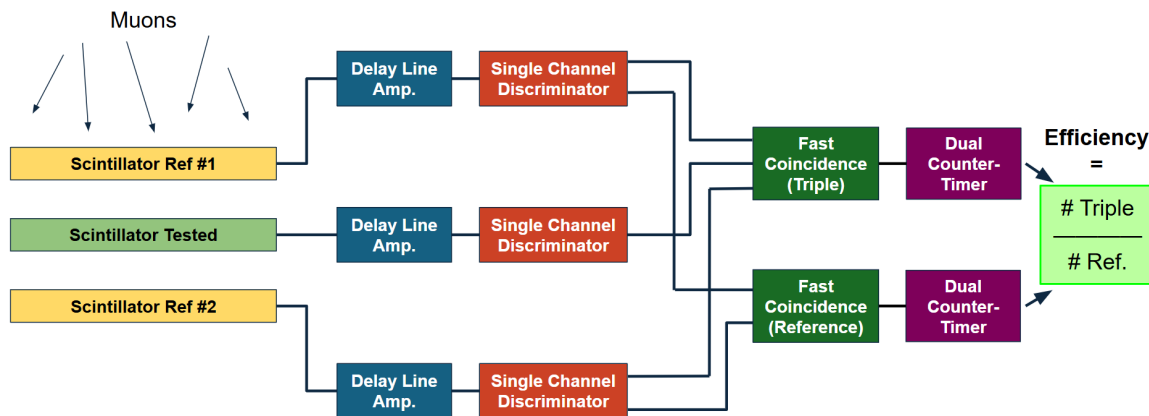 Muons
Scintillator Ref #1
Scintillator Tested
Scintillator Ref #2
Delay Line
Amp.
Single Channel
Discriminator
Delay Line
Amp.
Single Channel
Discriminator
Delay Line
Amp.
Single Channel
Discriminator
Fast
Coincidence
(Triple)
Dual
Counter-
Timer
Fast
Coincidence
(Reference)
Dual
Counter-
Timer
Efficiency
=
# Triple
# Ref.